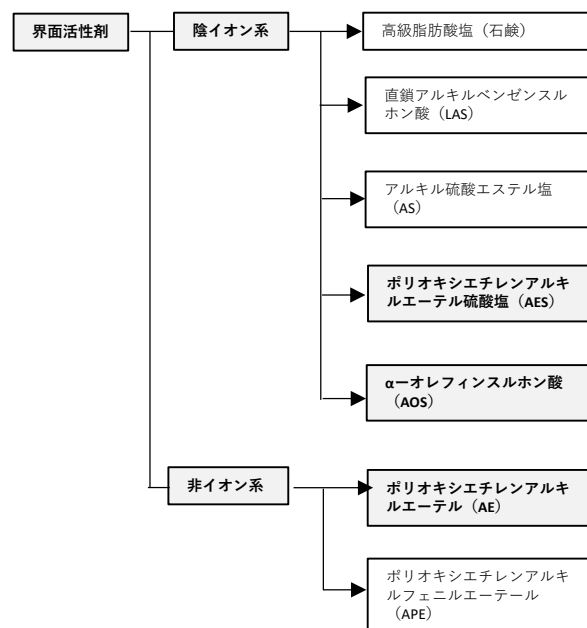 界面活性剤
陰イオン系
高級脂肪酸塩（石鹸）
直鎖アルキルベンゼンスル
ホン酸（LAS）
アルキル硫酸エステル塩
（AS）
ポリオキシエチレンアルキ
ルエーテル硫酸塩（AES）
αーオレフィンスルホン酸
（AOS）
非イオン系
ポリオキシエチレンアルキ
ルエーテル（AE）
ポリオキシエチレンアルキ
ルフェニルエーテール
（APE）